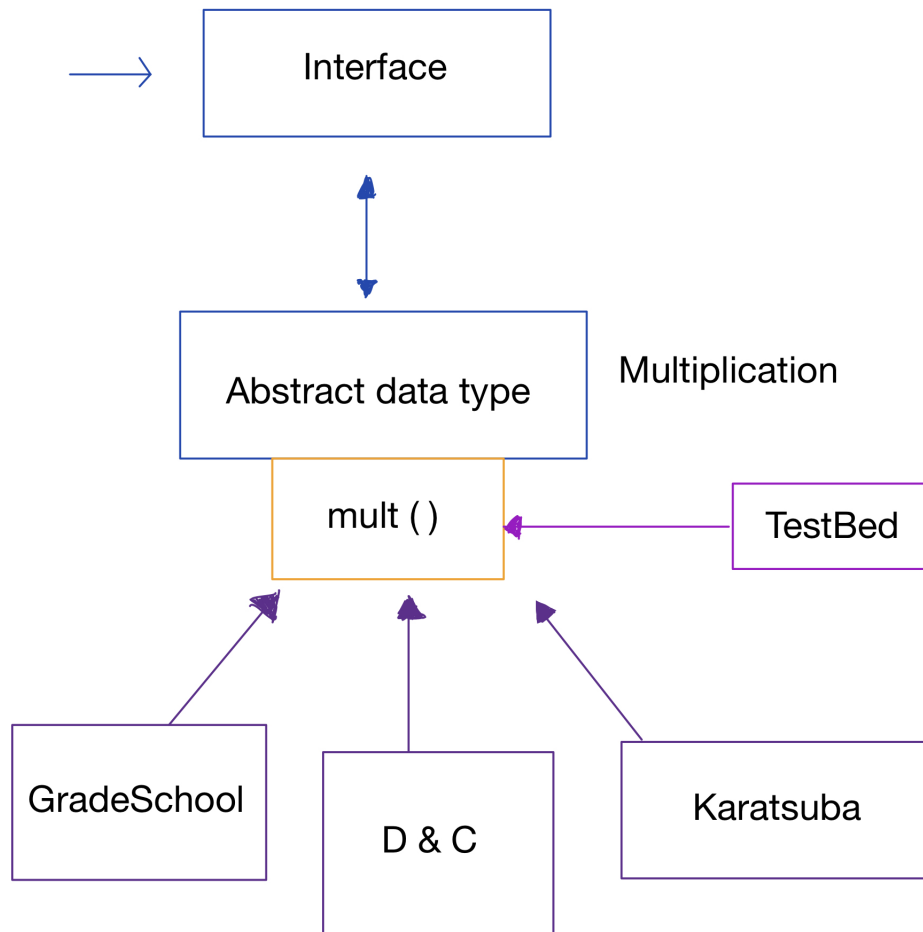 Interface
Abstract data type
Multiplication
mult ( )
TestBed
GradeSchool
D & C
Karatsuba